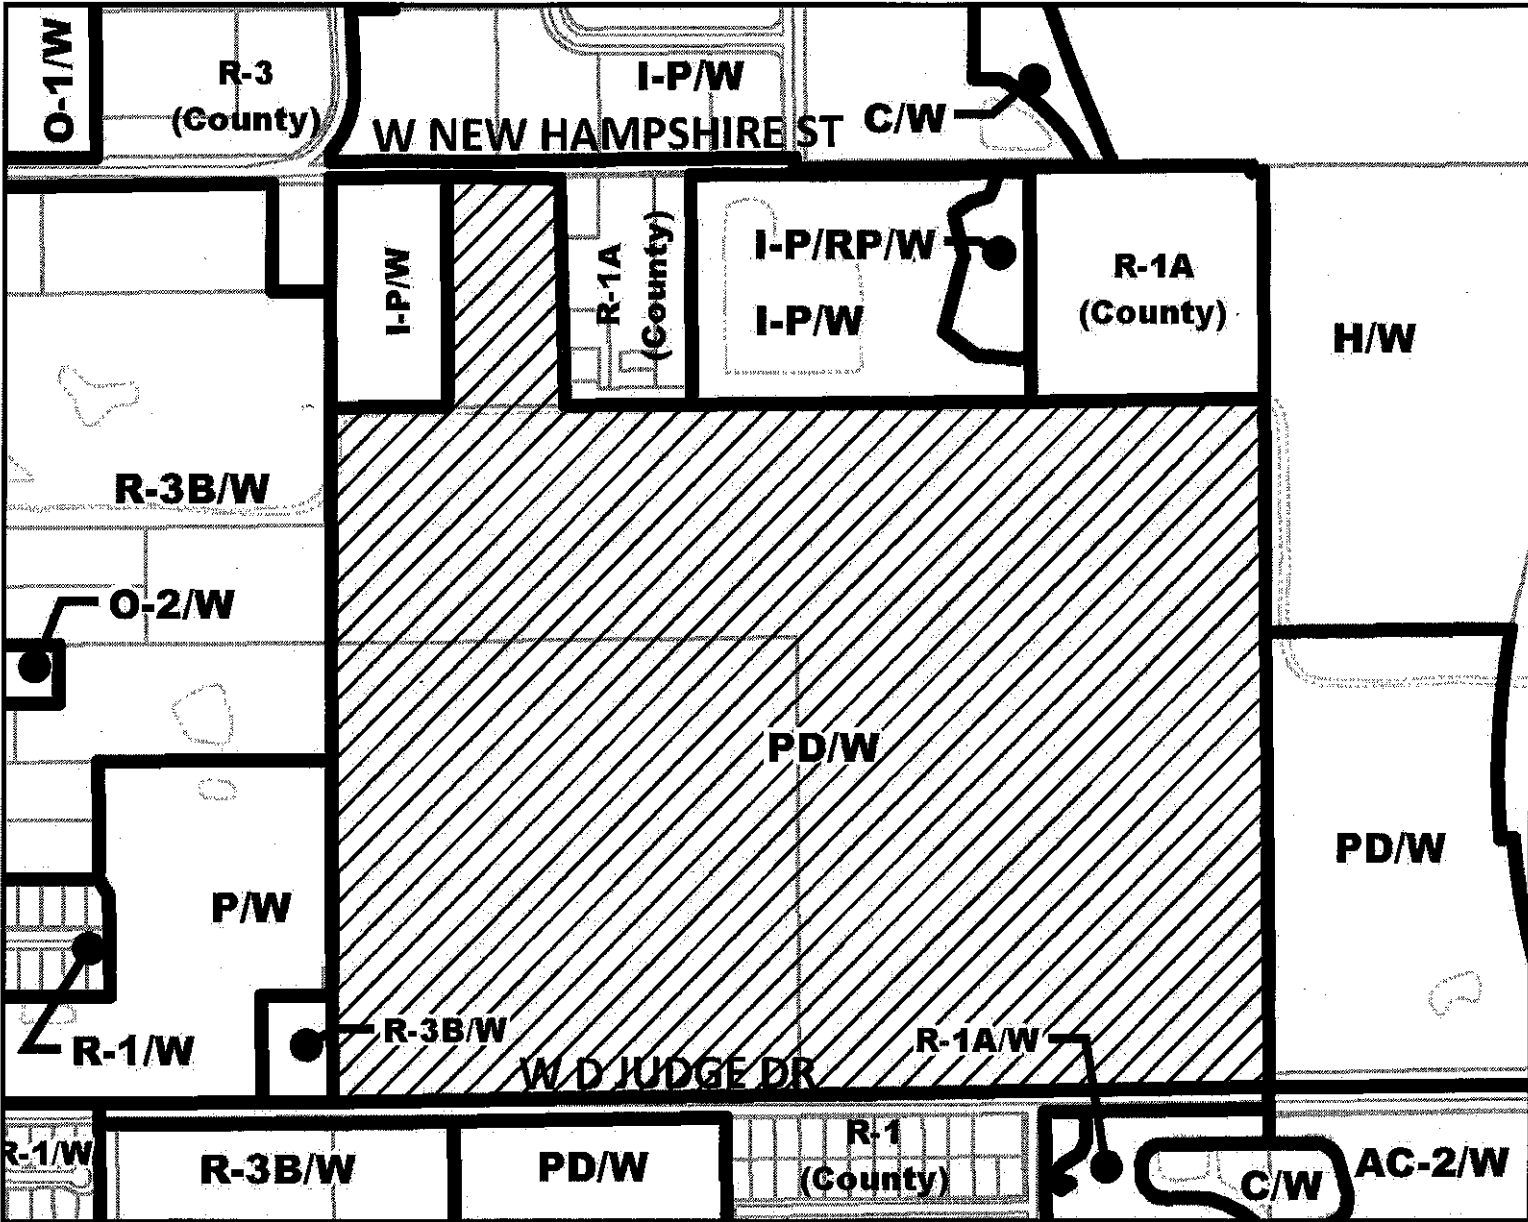 O-1/W
R-3
(County)
I-P/W
C/W
W NEW HAMPSHIRE ST
I-P/W
R-1A
(County)
I-P/RP/W
I-P/W
R-1A
(County)
H/W
R-3B/W
O-2/W
PD/W
PD/W
P/W
R-1/W
R-3B/W
R-1A/W
W D JUDGE DR
R-1/W
R-3B/W
PD/W
R-1
(County)
C/W
AC-2/W